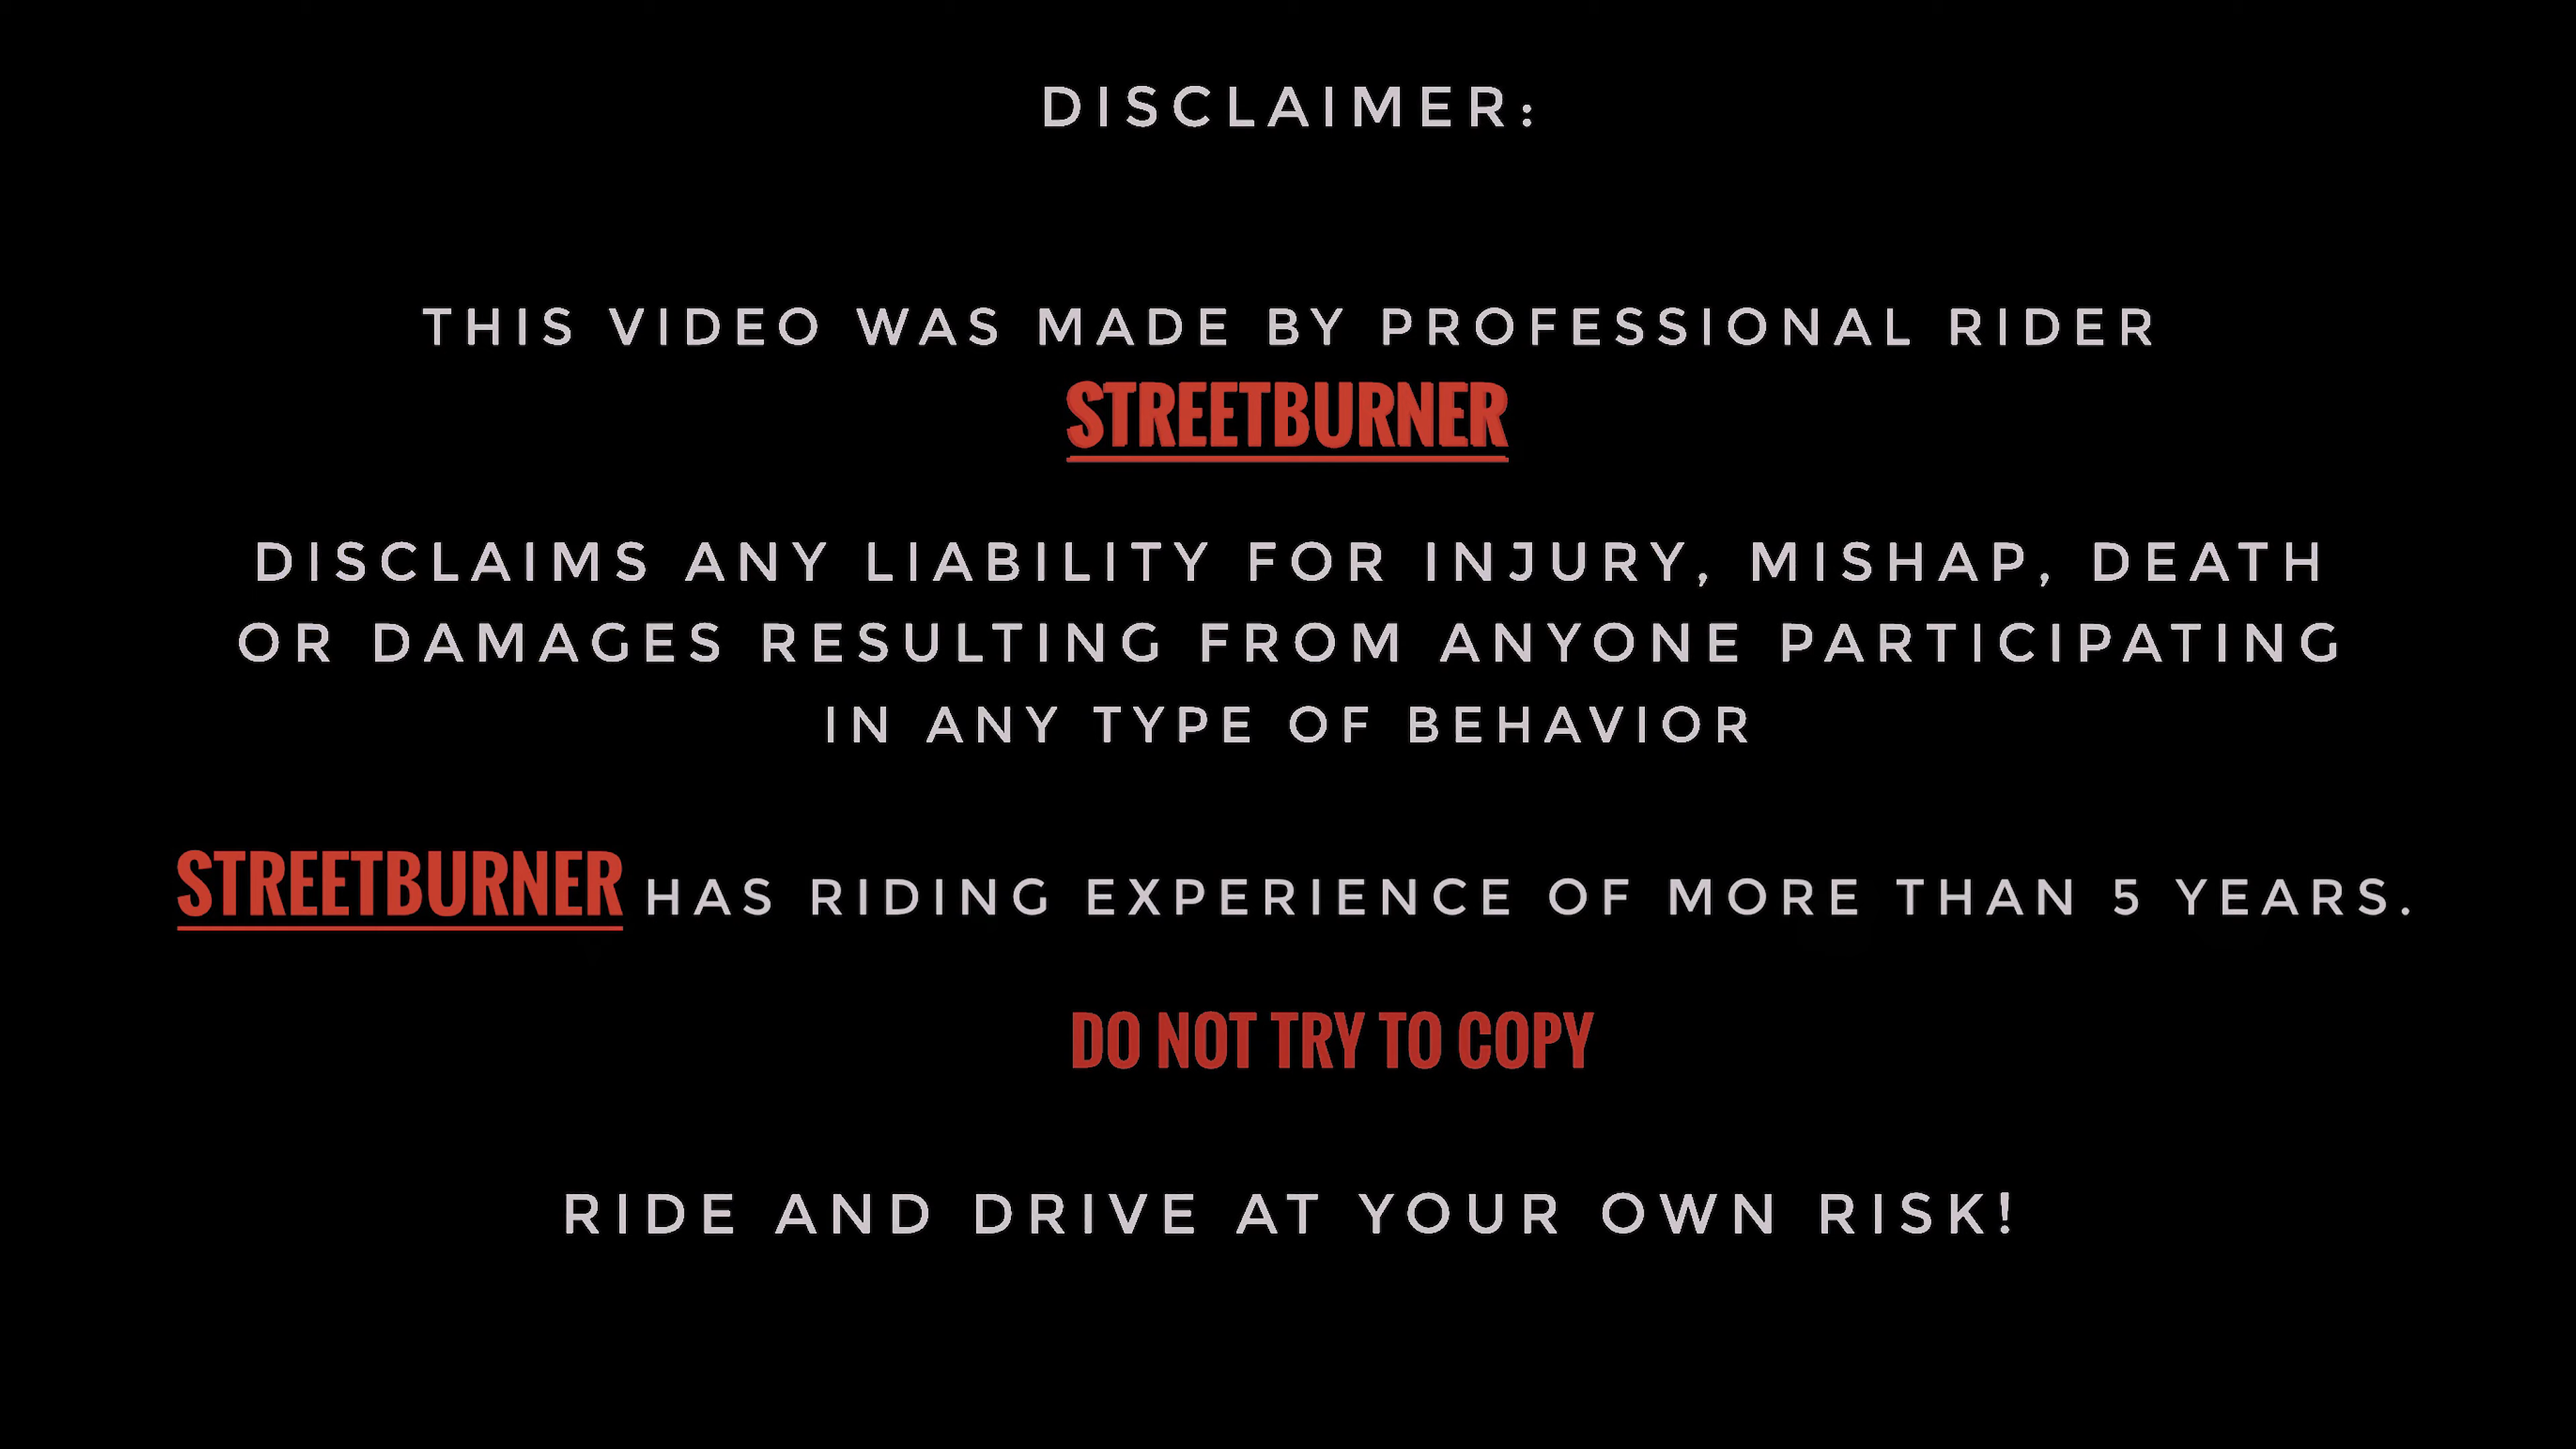 DISCLAIMER:
THIS VIDEO WAS MADE BY PROFESSIONAL RIDER
STREETBURNER
DISCLAIMS ANY LIABILITY FOR INJURY, MISHAP, DEATH
OR DAMAGES RESULTING FROM ANYONE PARTICIPATING
IN ANY TYPE OF BEHAVIOR
STREETBURNER HAS RIDING EXPERIENCE OF MORE THAN 5 YEARS.
DO NOT TRY TO COPY
RIDE AND DRIVE AT YOUR OWN RISK!